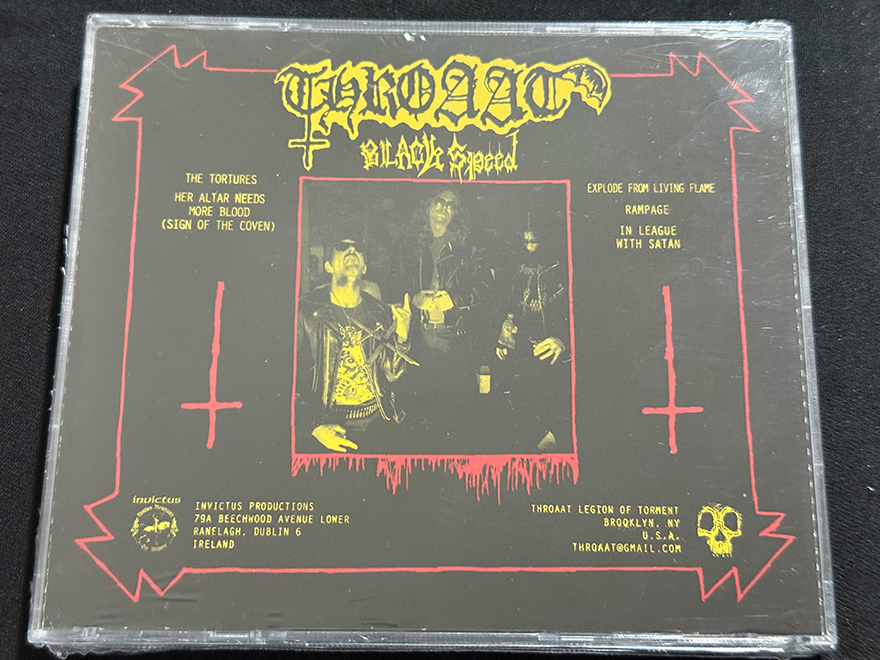 THROAAT
BLACK Speed
THE TORTURES
HER ALTAR NEEDS
MORE BLOOD
(SIGN OF THE COVEN)
EXPLODE FROM LIVING FLAME
RAMPAGE
IN LEAGUE
WITH SATAN
invictus
INVICTUS PRODUCTIONS
79A BEECHWOOD AVENUE LOWER
RANELAGH, DUBLIN 6
IRELAND
THROAAT LEGION OF TORMENT
BROOKLYN, NY
U.S.A.
THROAAT@GMAIL.COM